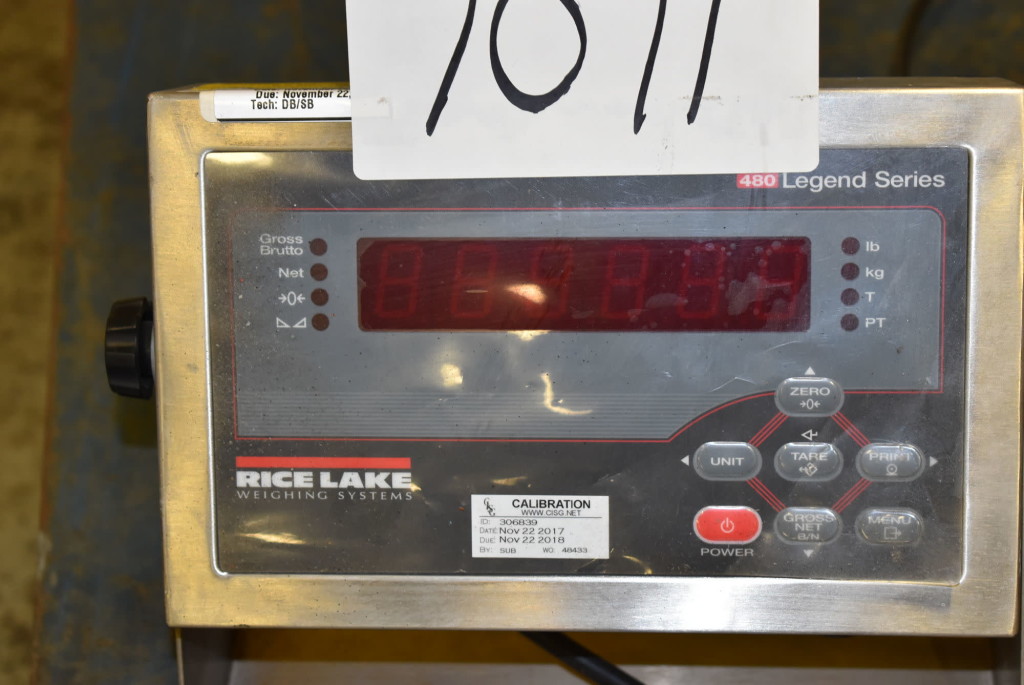 1011
Due: November 22,
Tech: DB/SB
480 Legend Series
Gross
Brutto
Net
→0←
lb
kg
T
PT
ZERO
→0←
UNIT
TARE
PRINT
GROSS
NET
B/N
MENU
POWER
RICE LAKE
WEIGHING SYSTEMS
CALIBRATION
WWW.CISG.NET
ID: 306839
DATE: Nov 22 2017
DUE: Nov 22 2018
BY: SUB WO: 48433